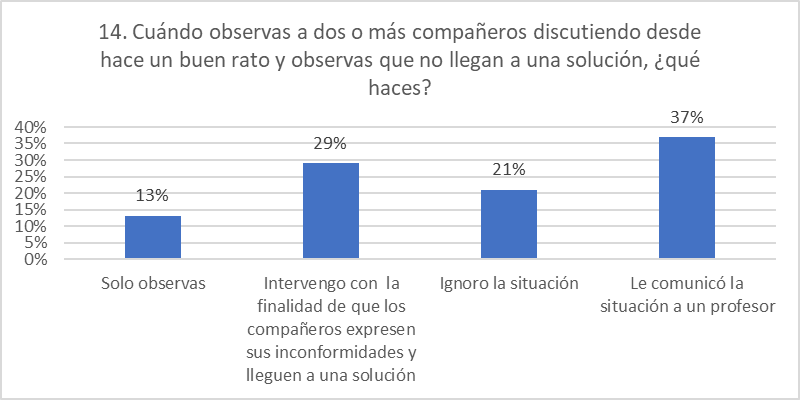 14. Cuándo observas a dos o más compañeros discutiendo desde
hace un buen rato y observas que no llegan a una solución, ¿qué
haces?
40%
35%
30%
25%
20%
15%
10%
5%
0%
13%
29%
21%
37%
Solo observas
Intervengo con la
finalidad de que los
compañeros expresen
sus inconformidades y
lleguen a una solución
Ignoro la situación
Le comunicó la
situación a un profesor